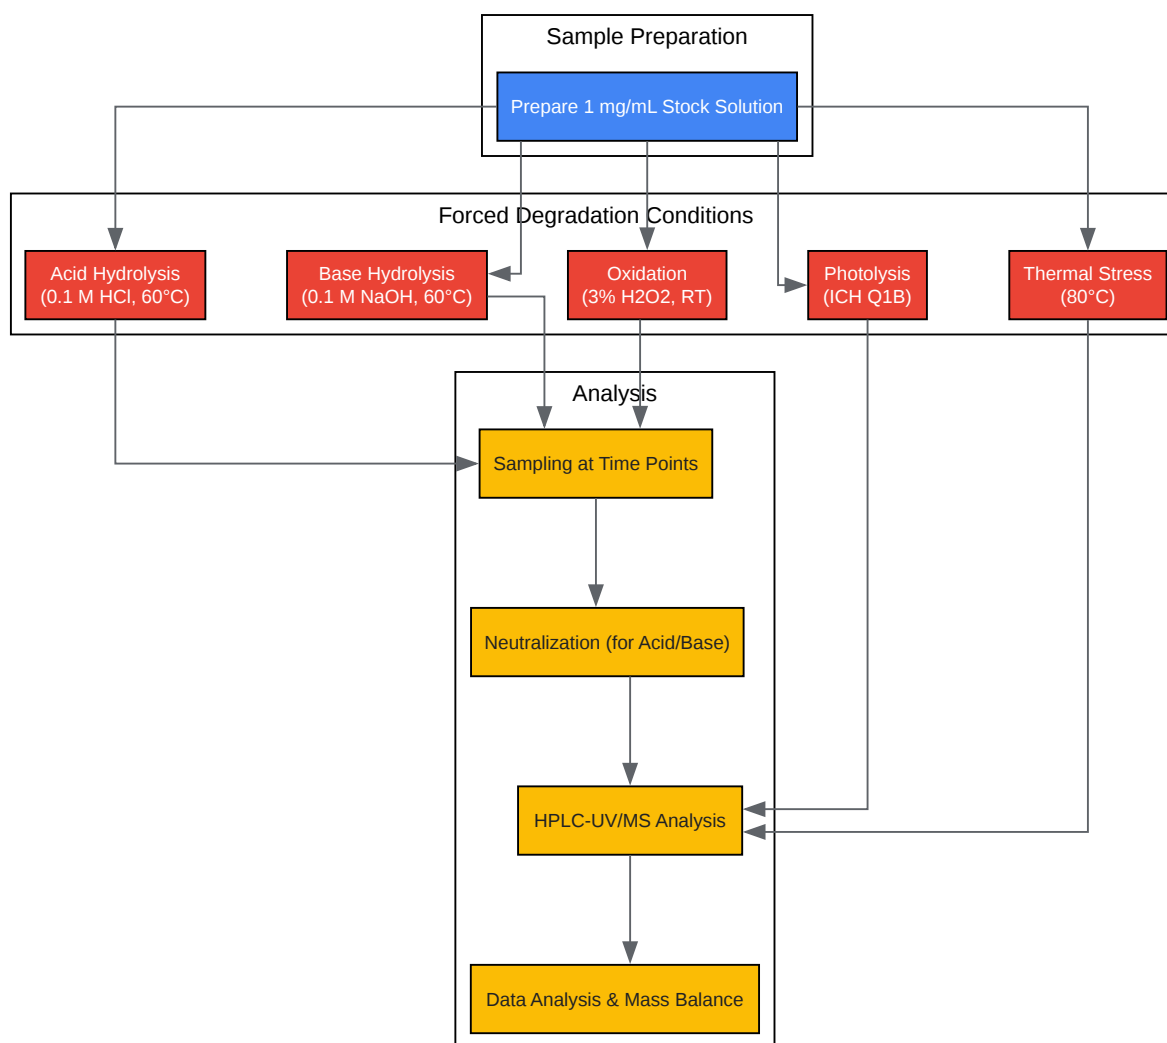 Sample Preparation
Prepare 1 mg/mL Stock Solution
Forced Degradation Conditions
Acid Hydrolysis
(0.1 M HCl, 60°C)
Base Hydrolysis
(0.1 M NaOH, 60°C)
Oxidation
(3% H2O2, RT)
Photolysis
(ICH Q1B)
Thermal Stress
(80°C)
Analysis
Sampling at Time Points
Neutralization (for Acid/Base)
HPLC-UV/MS Analysis
Data Analysis & Mass Balance